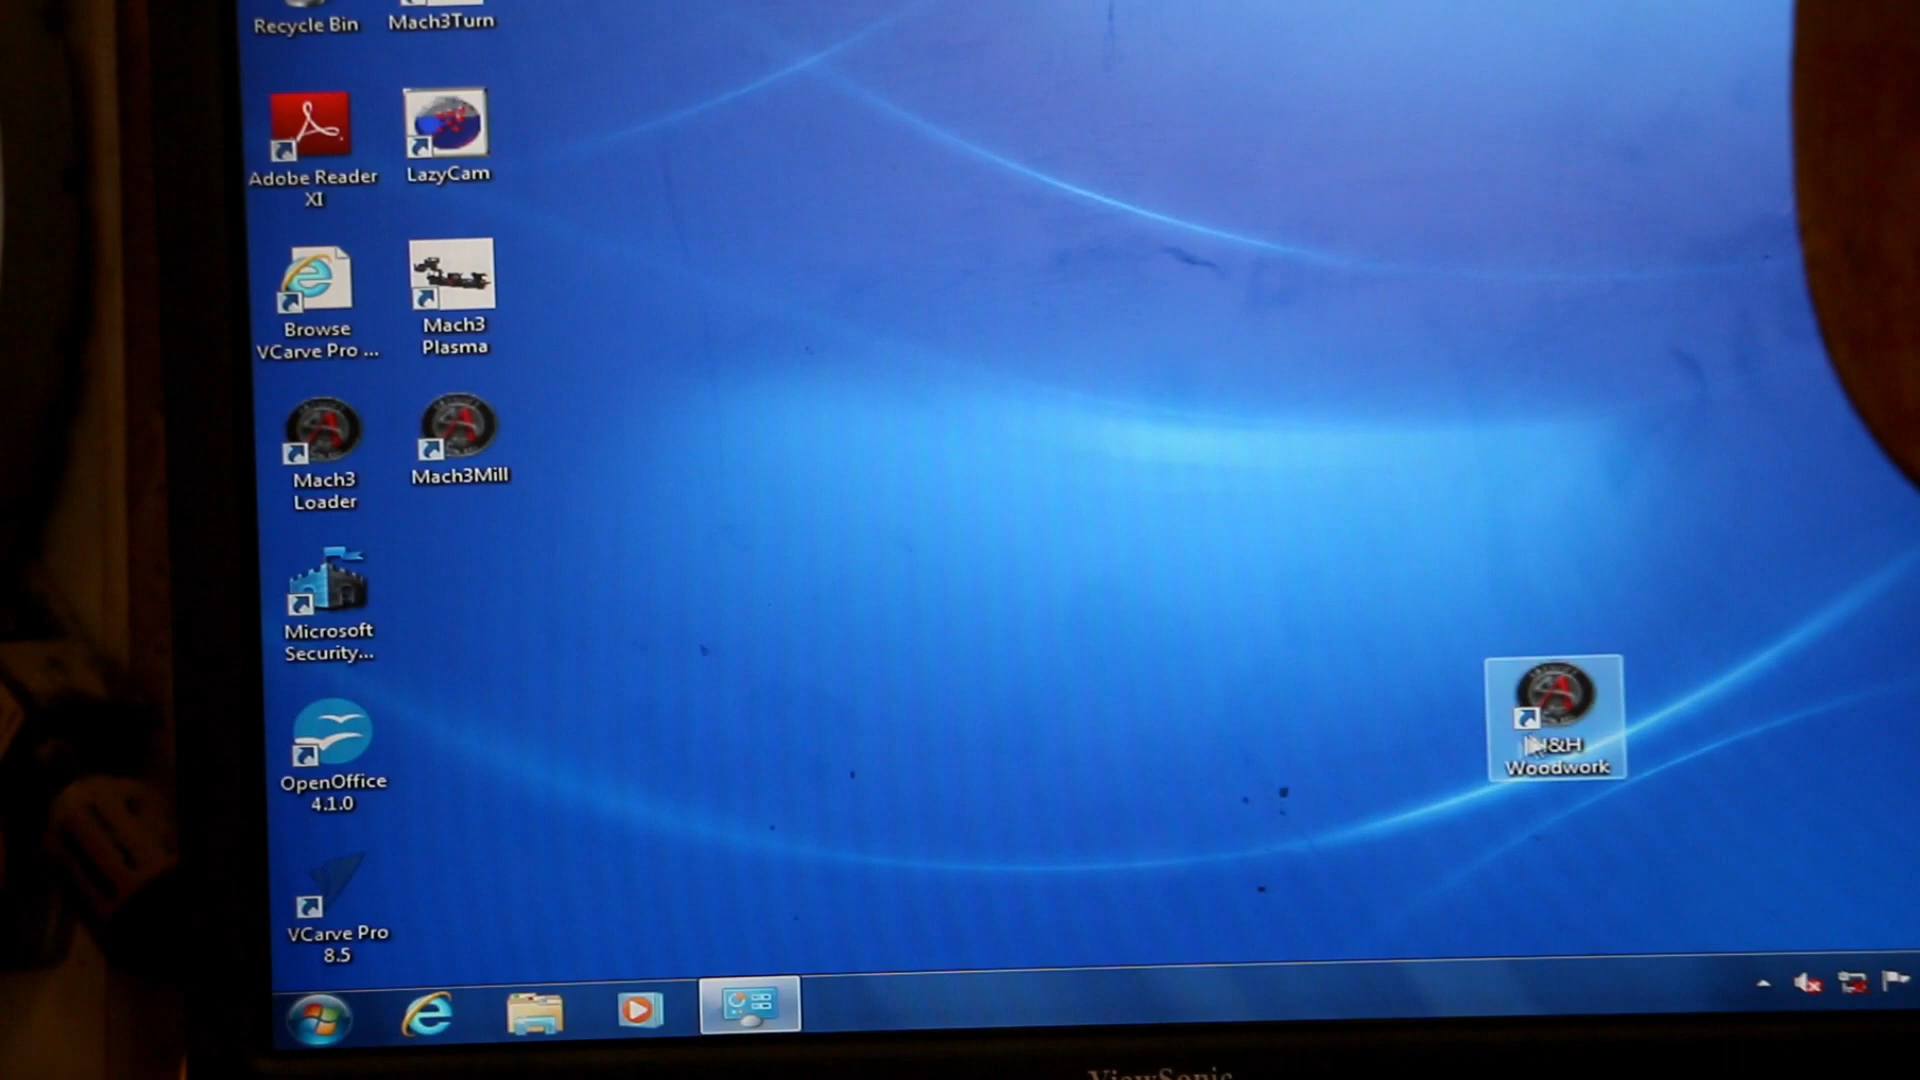 Recycle Bin
Mach3Turn
Adobe Reader
XI
LazyCam
Browse
VCarve Pro ...
Mach3
Plasma
Mach3
Loader
Mach3Mill
Microsoft
Security...
OpenOffice
4.1.0
VCarve Pro
8.5
Woodwork
ViewSonic